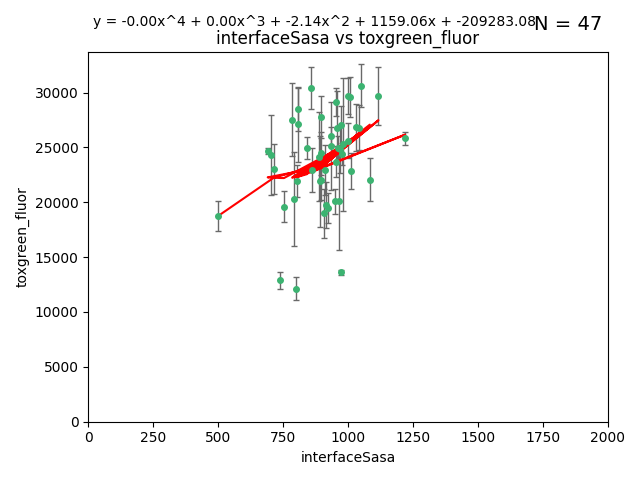 y = -0.00x^4 + 0.00x^3 + -2.14x^2 + 1159.06x + -209283.08
N = 47
interfaceSasa vs toxgreen_fluor
30000
25000
20000
15000
10000
5000
0
toxgreen_fluor
0 250 500 750 1000 1250 1500 1750 2000
interfaceSasa